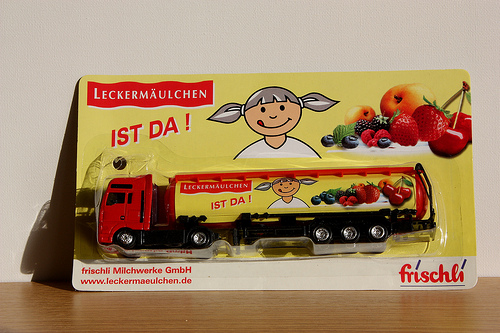 LECKERMÄULCHEN
IST DA !
LECKERMÄULCHEN
IST DA !
frischli Milchwerke GmbH
www.leckermaeulchen.de
frischli